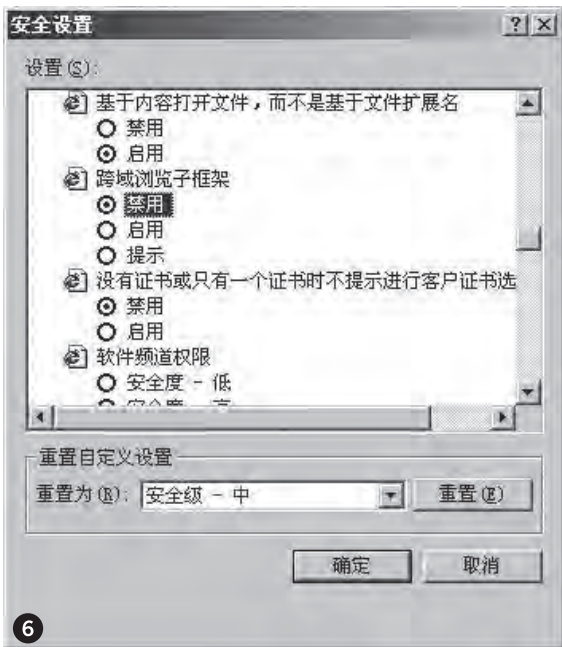 安全设置
设置(S):
基于内容打开文件，而不是基于文件扩展名
禁用
启用
跨域浏览子框架
禁用
启用
提示
没有证书或只有一个证书时不提示进行客户证书选
禁用
启用
软件频道权限
安全度 - 低
安全度 - 高
重置自定义设置
重置为(R): 安全级 - 中 重置(E)
确定 取消
6